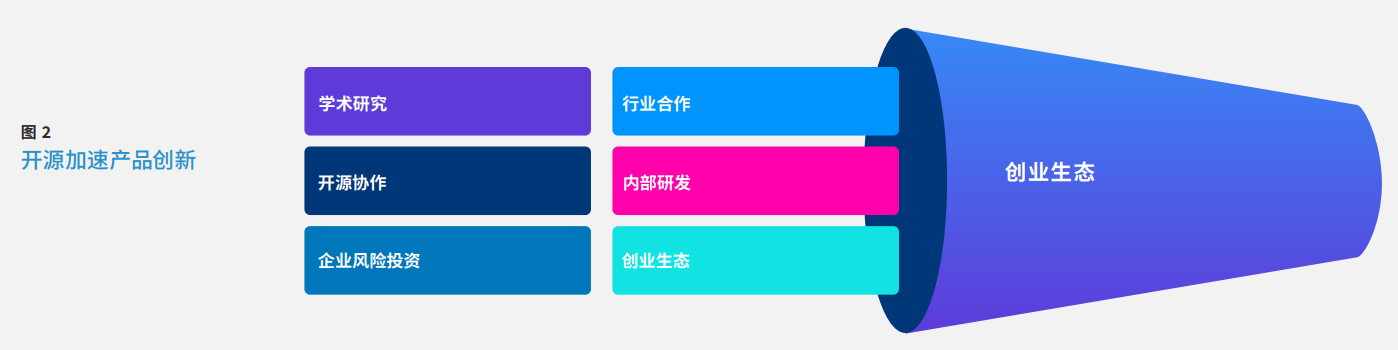 图 2
开源加速产品创新
学术研究
行业合作
开源协作
内部研发
企业风险投资
创业生态
创业生态